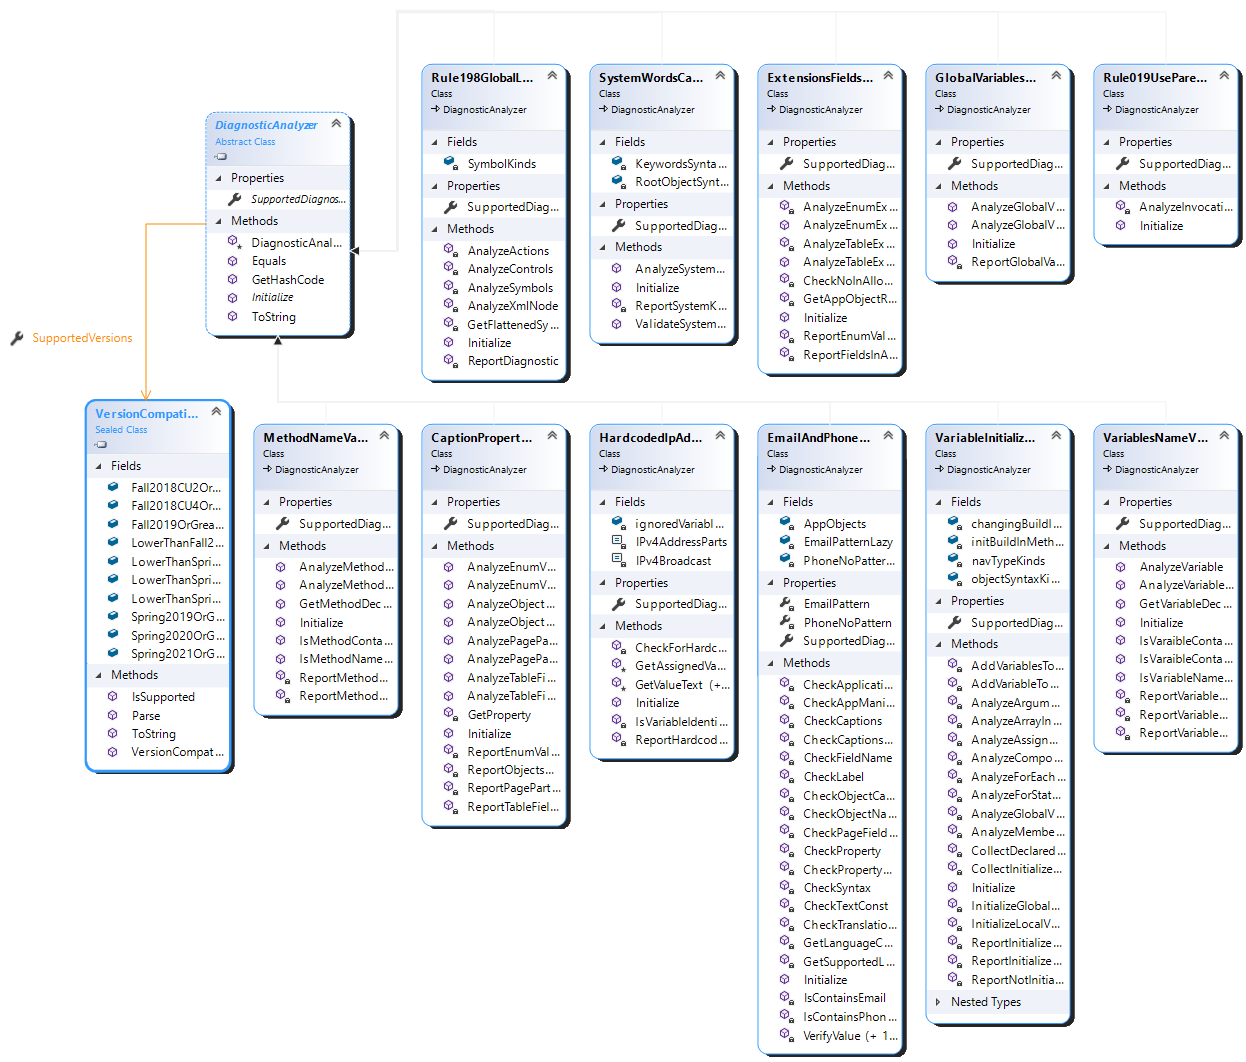 DiagnosticAnalyzer
Abstract Class
Properties
SupportedDiagnos...
Methods
DiagnosticAnal...
Equals
GetHashCode
Initialize
ToString
SupportedVersions
Rule198GlobalL...
Class
DiagnosticAnalyzer
Fields
SymbolKinds
Properties
SupportedDiag...
Methods
AnalyzeActions
AnalyzeControls
AnalyzeSymbols
AnalyzeXmlNode
GetFlattenedSy...
Initialize
ReportDiagnostic
SystemWordsCa...
Class
DiagnosticAnalyzer
Fields
KeywordsSynta...
RootObjectSynt...
Properties
SupportedDiag...
Methods
AnalyzeSystem...
Initialize
ReportSystemK...
ValidateSystem...
ExtensionsFields...
Class
DiagnosticAnalyzer
Properties
SupportedDiag...
Methods
AnalyzeEnumEx...
AnalyzeEnumEx...
AnalyzeTableEx...
AnalyzeTableEx...
CheckNoInAllo...
GetAppObjectR...
Initialize
ReportEnumVal...
ReportFieldsInA...
GlobalVariables...
Class
DiagnosticAnalyzer
Properties
SupportedDiag...
Methods
AnalyzeGlobalV...
AnalyzeGlobalV...
Initialize
ReportGlobalVa...
Rule019UsePare...
Class
DiagnosticAnalyzer
Properties
SupportedDiag...
Methods
AnalyzeInvocati...
Initialize
VersionCompati...
Sealed Class
Fields
Fall2018CU2Or...
Fall2018CU4Or...
Fall2019OrGrea...
LowerThanFall2...
LowerThanSpri...
LowerThanSpri...
LowerThanSpri...
Spring2019OrG...
Spring2020OrG...
Spring2021OrG...
Methods
IsSupported
Parse
ToString
VersionCompat...
MethodNameVa...
Class
DiagnosticAnalyzer
Properties
SupportedDiag...
Methods
AnalyzeMethod...
AnalyzeMethod...
GetMethodDec...
Initialize
IsMethodConta...
IsMethodName...
ReportMethod...
ReportMethod...
CaptionPropert...
Class
DiagnosticAnalyzer
Properties
SupportedDiag...
Methods
AnalyzeEnumV...
AnalyzeEnumV...
AnalyzeObject...
AnalyzeObject...
AnalyzePagePa...
AnalyzePagePa...
AnalyzeTableFi...
AnalyzeTableFi...
GetProperty
Initialize
ReportEnumVal...
ReportObjects...
ReportPagePart...
ReportTableFiel...
HardcodedIpAd...
Class
DiagnosticAnalyzer
Fields
ignoredVariabl...
IPv4AddressParts
IPv4Broadcast
Properties
SupportedDiag...
Methods
CheckForHardc...
GetAssignedVa...
GetValueText (+...
Initialize
IsVariableIdenti...
ReportHardcod...
EmailAndPhone...
Class
DiagnosticAnalyzer
Fields
AppObjects
EmailPatternLazy
PhoneNoPatter...
Properties
EmailPattern
PhoneNoPattern
SupportedDiag...
Methods
CheckApplicati...
CheckAppMani...
CheckCaptions
CheckCaptions...
CheckFieldName
CheckLabel
CheckObjectCa...
CheckObjectNa...
CheckPageField...
CheckProperty
CheckProperty...
CheckSyntax
CheckTextConst
CheckTranslatio...
GetLanguageC...
GetSupportedL...
Initialize
IsContainsEmail
IsContainsPhon...
VerifyValue (+ 1...
VariableInitializ...
Class
DiagnosticAnalyzer
Fields
changingBuildI...
initBuildInMeth...
navTypeKinds
objectSyntaxKi...
Properties
SupportedDiag...
Methods
AddVariablesTo...
AddVariableTo...
AnalyzeArgum...
AnalyzeArrayIn...
AnalyzeAssign...
AnalyzeCompo...
AnalyzeForEach...
AnalyzeForStat...
AnalyzeGlobalV...
AnalyzeMembe...
CollectDeclared...
CollectInitialize...
Initialize
InitializeGlobal...
InitializeLocalV...
ReportInitialize...
ReportInitialize...
ReportNotInitia...
Nested Types
VariablesNameV...
Class
DiagnosticAnalyzer
Properties
SupportedDiag...
Methods
AnalyzeVariable
AnalyzeVariable...
GetVariableDec...
Initialize
IsVaraibleConta...
IsVaraibleConta...
IsVariableName...
ReportVariable...
ReportVariable...
ReportVariable...